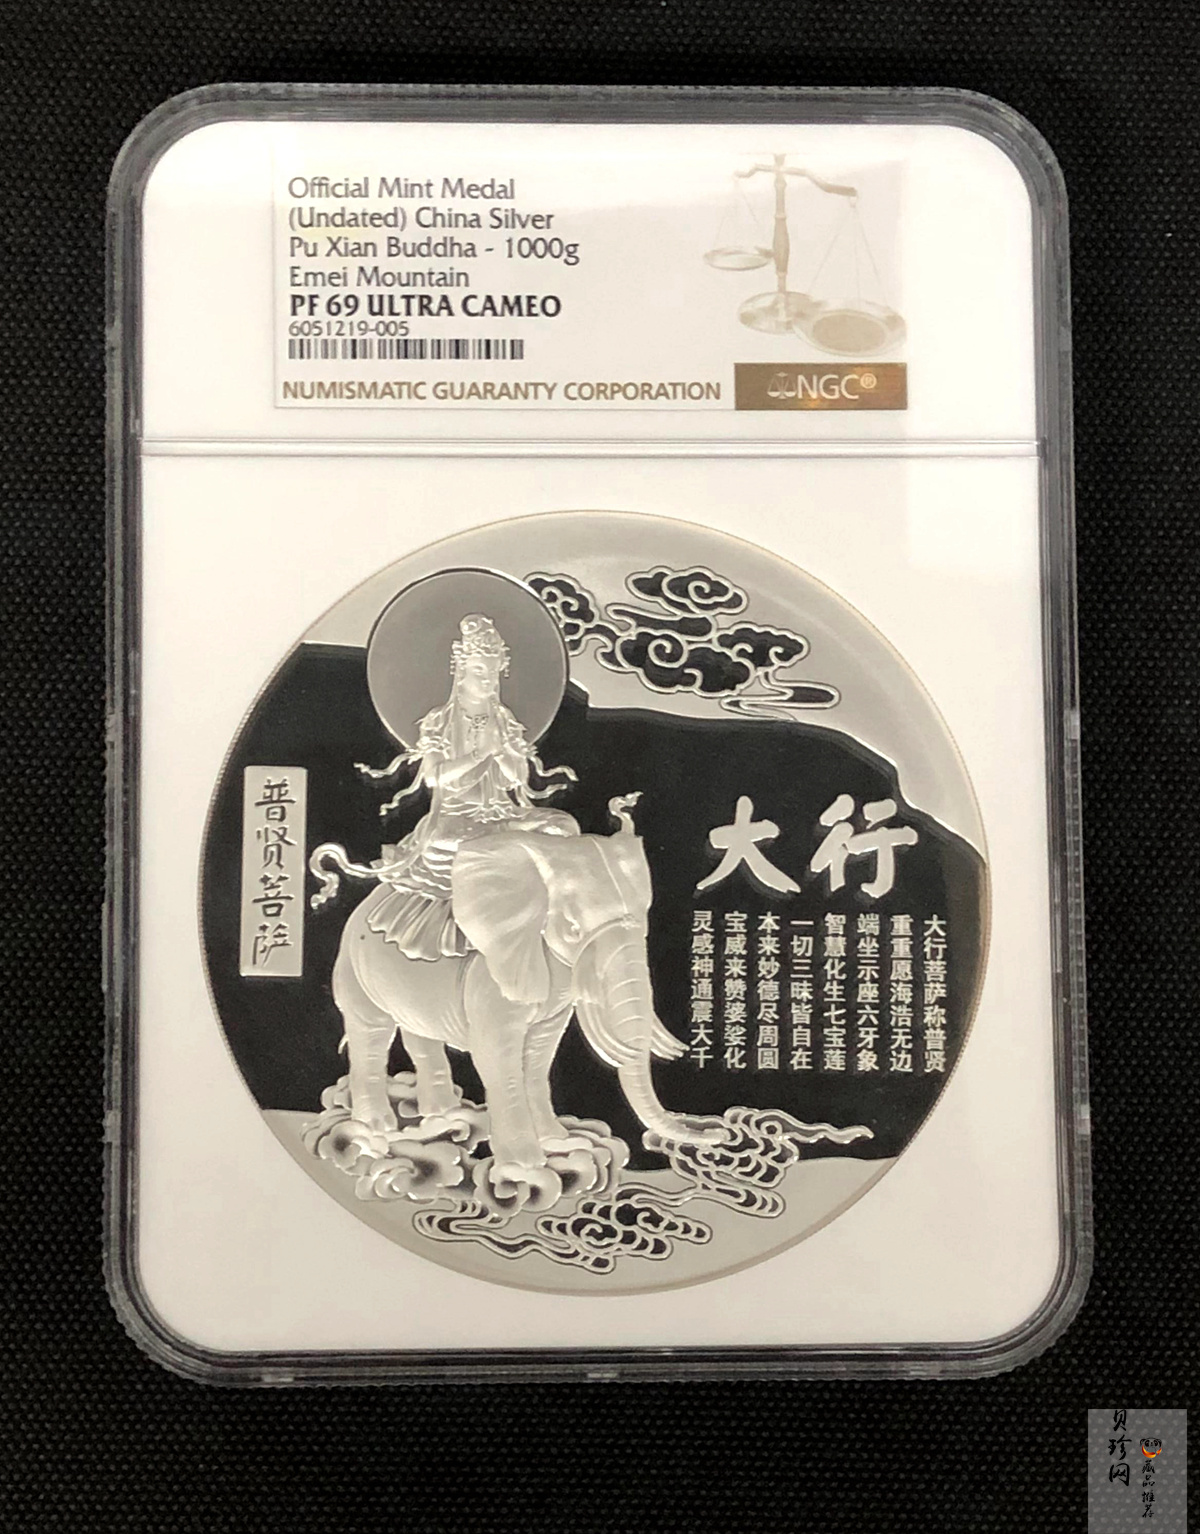 Official Mint Medal
(Undated) China Silver
Pu Xian Buddha - 1000g
Emei Mountain
PF 69 ULTRA CAMEO
6051219-005
NUMISMATIC GUARANTY CORPORATION
NGC®
普贤菩萨
大行
大行菩萨称普贤
重重愿海浩无边
端坐示座六牙象
智慧化生七宝莲
一切三昧皆自在
本来妙德尽周圆
宝威来赞婆娑化
灵感神通震大千
贝珍网
藏品推荐